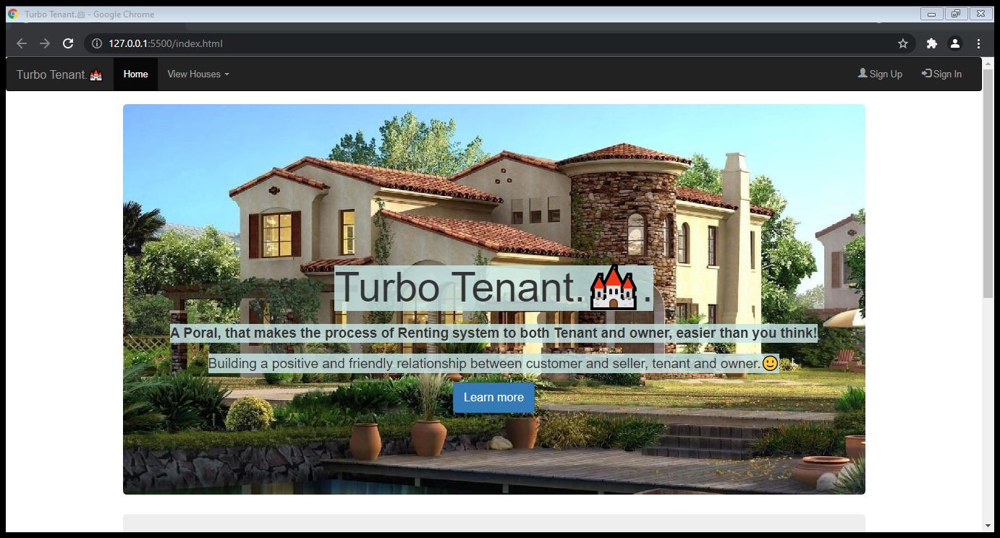 Turbo Tenant.🏰 - Google Chrome
127.0.0.1:5500/index.html
Turbo Tenant.🏰 Home View Houses Sign Up Sign In
Turbo Tenant.🏰.
A Poral, that makes the process of Renting system to both Tenant and owner, easier than you think!
Building a positive and friendly relationship between customer and seller, tenant and owner.🙂
Learn more